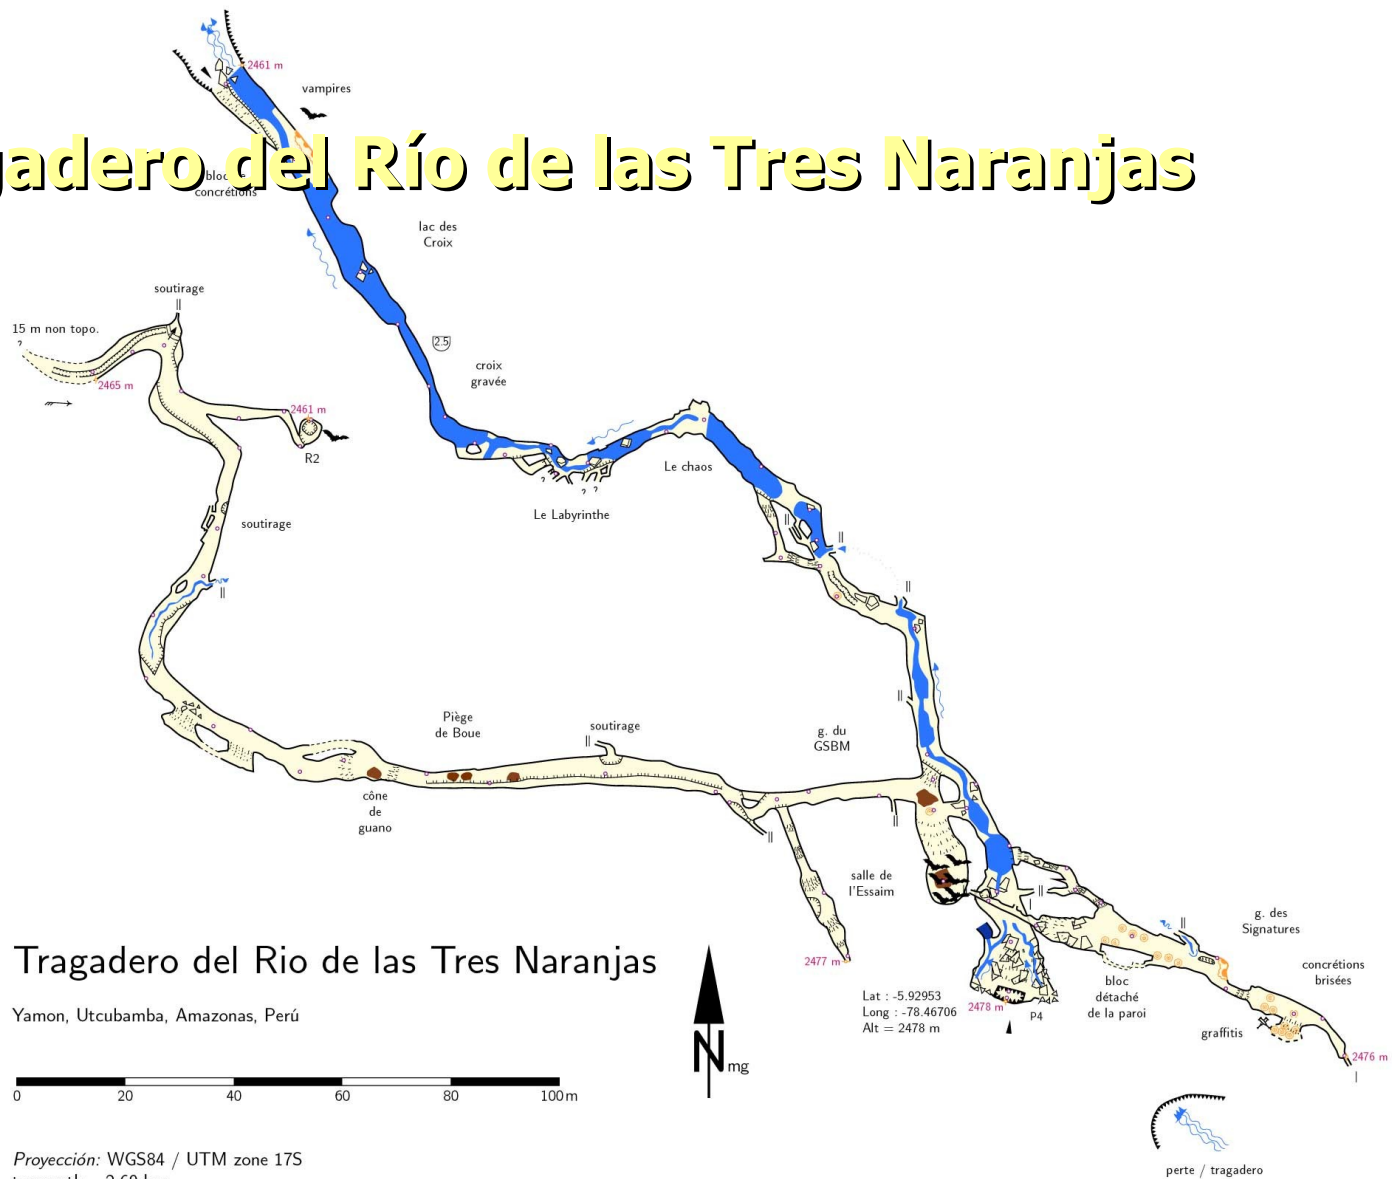 2461 m
vampires
gadero del Río de las Tres Naranjas
concrétions
lac des
Croix
soutirage
15 m non topo.
?
2465 m
2.5
croix
gravée
2461 m
R2
Le chaos
? ? ?
Le Labyrinthe
soutirage
Piège
de Boue
soutirage
g. du
GSBM
cône
de
guano
salle de
l'Essaim
g. des
Signatures
concrétions
brisées
2477 m
bloc
détaché
de la paroi
Lat : -5.92953
Long : -78.46706
Alt = 2478 m
2478 m
P4
graffitis
2476 m
Tragadero del Rio de las Tres Naranjas
Yamon, Utcubamba, Amazonas, Perú
N mg
0 20 40 60 80 100 m
perte / tragadero
Proyección: WGS84 / UTM zone 17S